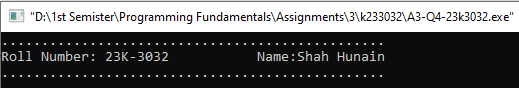 "D:\1st Semister\Programming Fundamentals\Assignments\3\k233032\A3-Q4-23k3032.exe"
................................................
Roll Number: 23K-3032           Name:Shah Hunain
................................................